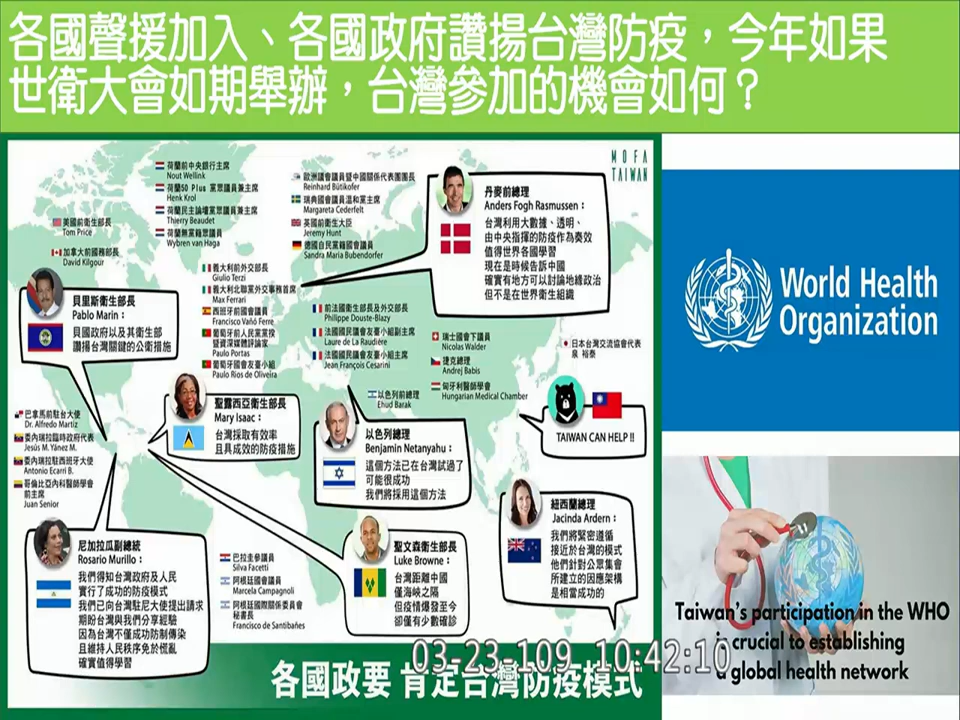 各國聲援加入、各國政府讚揚台灣防疫，今年如果
世衛大會如期舉辦，台灣參加的機會如何？
MOFA
TAIWAN
荷蘭前中央銀行主席
Nout Wellink
荷蘭50 Plus 黨眾議員兼主席
Henk Krol
荷蘭民主論壇黨眾議員兼主席
Thierry Beaudet
荷蘭無黨籍眾議員
Wybren van Haga
歐洲議會議員暨中國關係代表團團長
Reinhard Bütikofer
瑞典國會議員溫和黨主席
Margareta Cederfelt
英國前衛生大臣
Jeremy Hunt
德國自民黨籍國會議員
Sandra Maria Bubendorfer
丹麥前總理
Anders Fogh Rasmussen：
台灣利用大數據、透明、
由中央指揮的防疫作為奏效
值得世界各國學習
現在是時候告訴中國
確實有地方可以討論地緣政治
但不是在世界衛生組織
美國前衛生部長
Tom Price
加拿大前國務部長
David Kilgour
貝里斯衛生部長
Pablo Marin：
貝國政府以及其衛生部
讚揚台灣關鍵的公衛措施
義大利前外交部長
Giulio Terzi
義大利北聯黨外交事務首席
Max Ferrari
西班牙前國會議員
Francisco Vañó Ferre
葡萄牙前人民黨黨揆
暨資深媒體評論家
Paulo Portas
葡萄牙國會友臺小組
Paulo Rios de Oliveira
前法國衛生部長及外交部長
Philippe Douste-Blazy
法國國民議會友臺小組副主席
Laure de La Raudière
法國國民議會友臺小組主席
Jean François Cesarini
瑞士國會下議員
Nicolas Walder
捷克總理
Andrej Babis
匈牙利醫師學會
Hungarian Medical Chamber
日本台灣交流協會代表
泉 裕泰
以色列前總理
Ehud Barak
聖露西亞衛生部長
Mary Isaac：
台灣採取有效率
且具成效的防疫措施
以色列總理
Benjamin Netanyahu：
這個方法已在台灣試過了
可能很成功
我們將採用這個方法
TAIWAN CAN HELP !!
巴拿馬前駐台大使
Dr. Alfredo Martiz
委內瑞拉臨時政府代表
Jesús M. Yánez M.
委內瑞拉駐西班牙大使
Antonio Ecarri B.
哥倫比亞內科醫師學會
前主席
Juan Senior
紐西蘭總理
Jacinda Ardern：
我們將緊密遵循
接近於台灣的模式
他們針對公眾集會
所建立的因應架構
是相當成功的
尼加拉瓜副總統
Rosario Murillo：
我們得知台灣政府及人民
實行了成功的防疫模式
我們已向台灣駐尼大使提出請求
期盼台灣與我們分享經驗
因為台灣不僅成功防制傳染
且維持人民秩序免於慌亂
確實值得學習
巴拉圭參議員
Silva Facetti
阿根廷國會議員
Marcela Campagnoli
阿根廷國際關係委員會
秘書長
Francisco de Santibañes
聖文森衛生部長
Luke Browne：
台灣距離中國
僅海峽之隔
但疫情爆發至今
卻僅有少數確診
各國政要 肯定台灣防疫模式
World Health
Organization
Taiwan's participation in the WHO
is crucial to establishing
a global health network
03-23-109 10:42:10